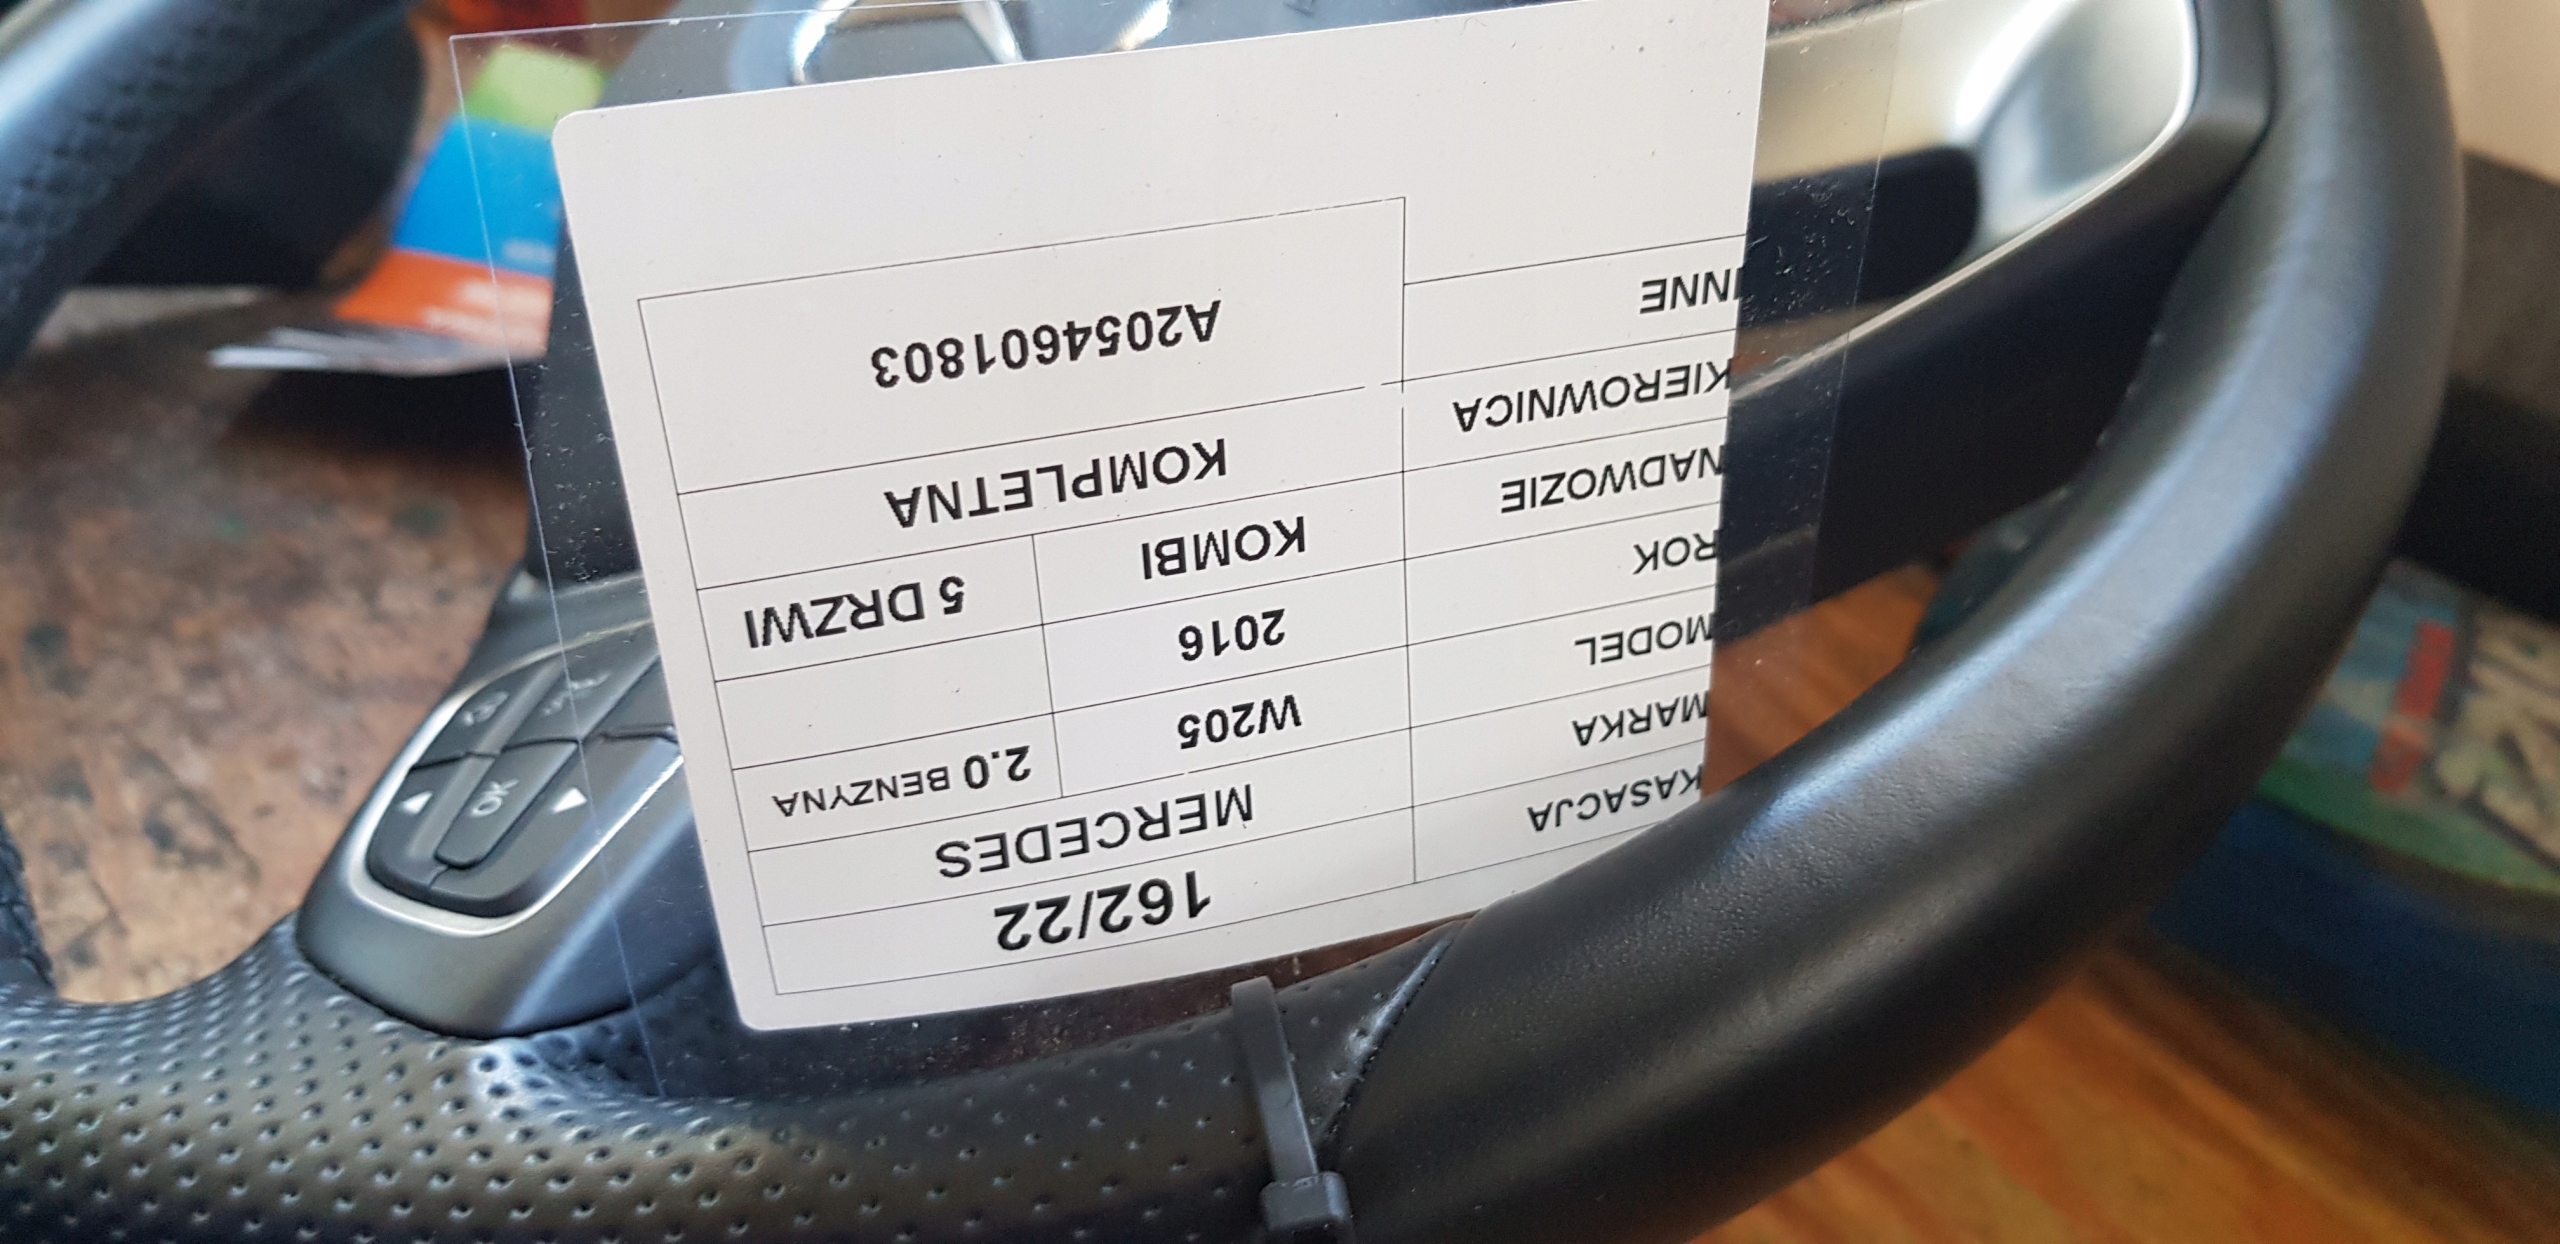 KASACJA 162/22
MARKA MERCEDES
MODEL W205 2.0 BENZYNA
ROK 2016
NADWOZIE KOMBI 5 DRZWI
KIEROWNICA KOMPLETNA
INNE A2054601803
OK